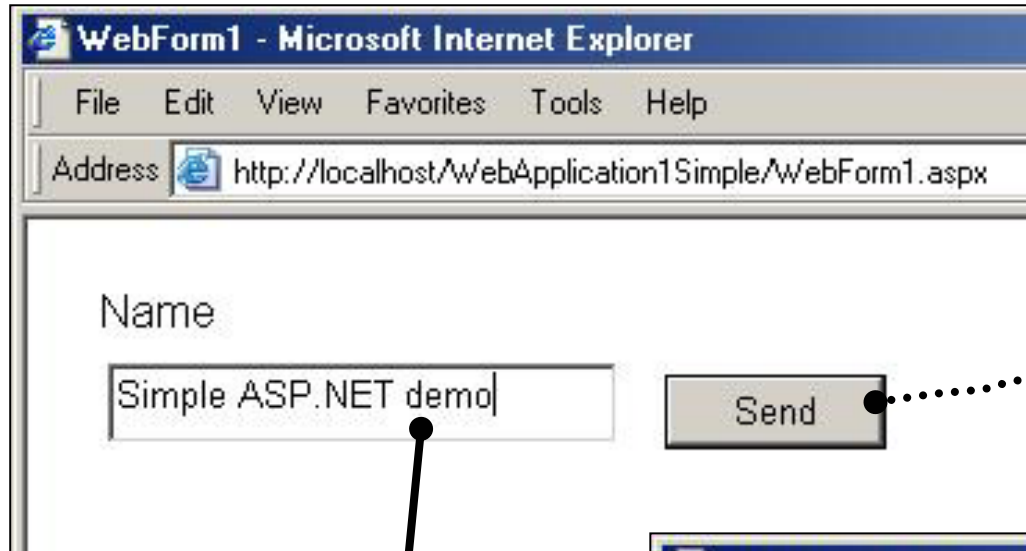 WebForm1 - Microsoft Internet Explorer
File Edit View Favorites Tools Help
Address http://localhost/WebApplication1Simple/WebForm1.aspx
Name
Simple ASP.NET demo
Send